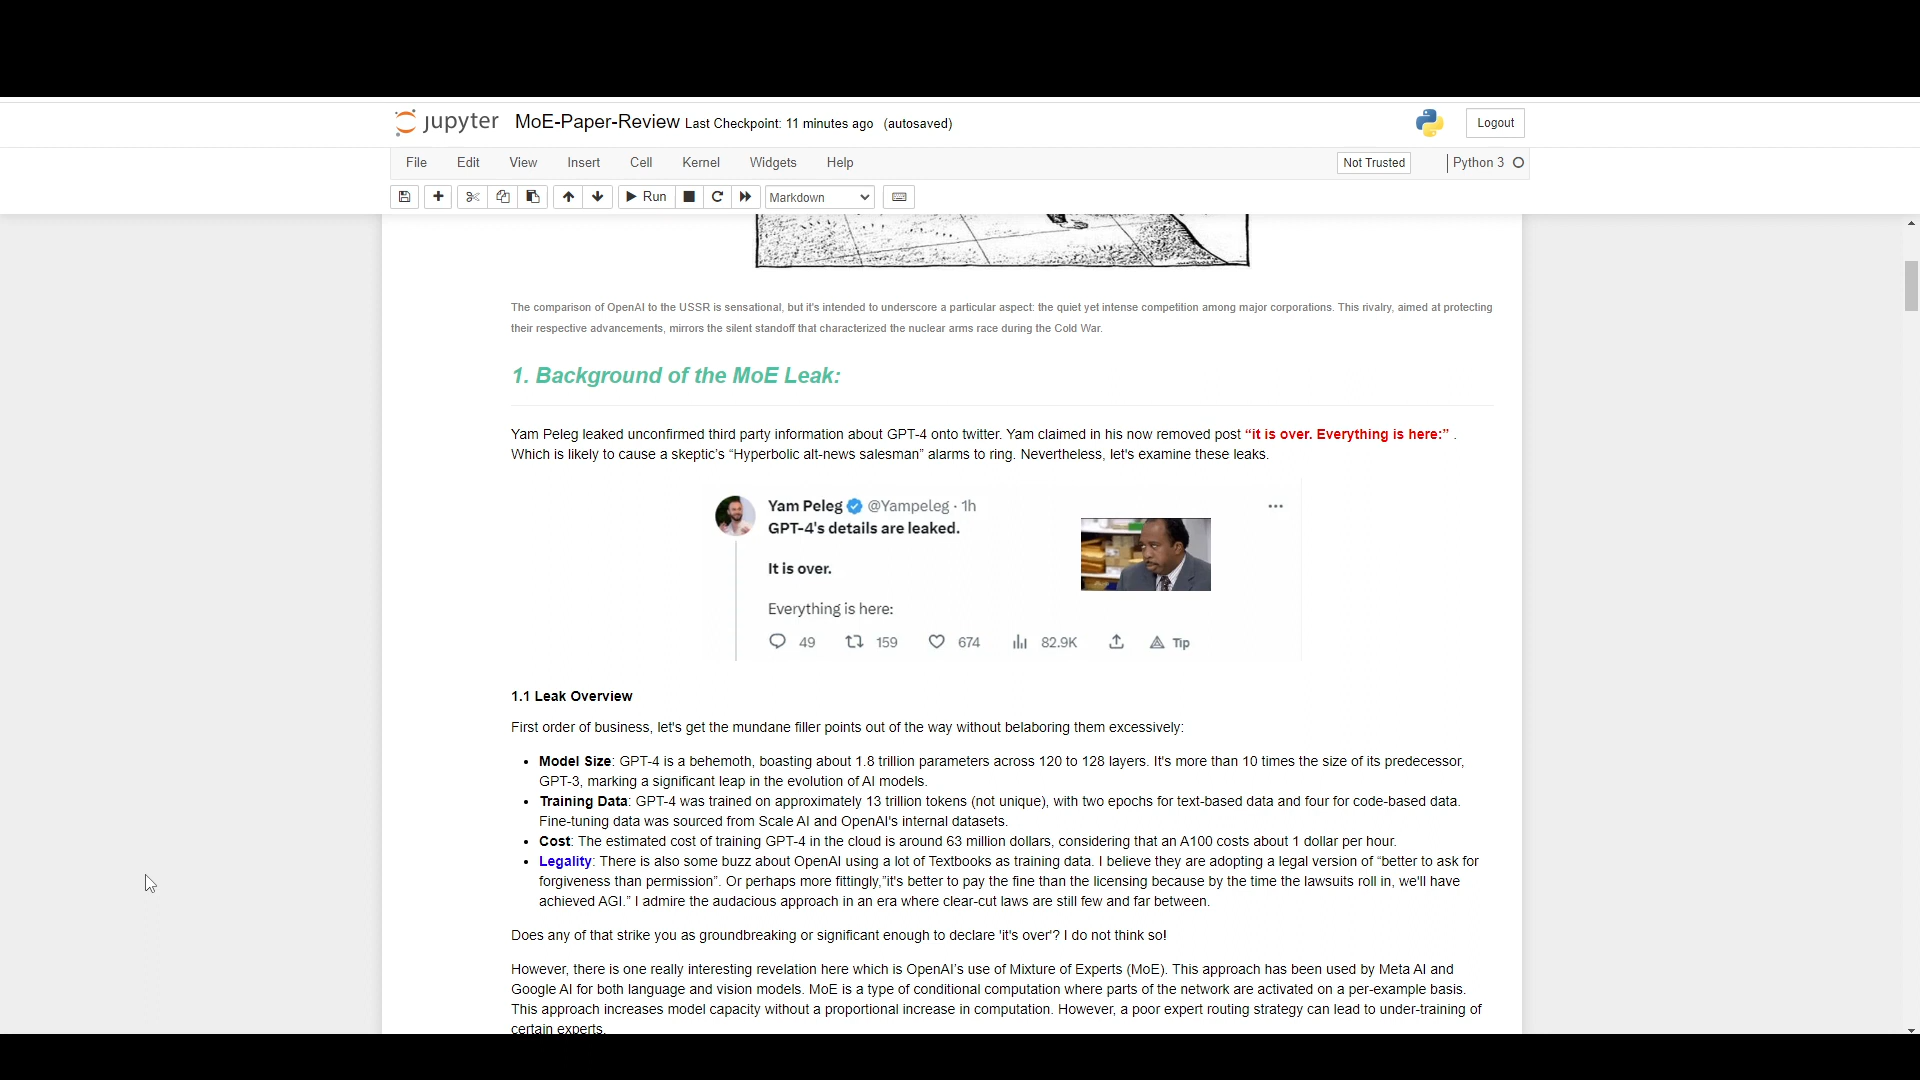 jupyter MoE-Paper-Review Last Checkpoint: 11 minutes ago (autosaved) Logout
File Edit View Insert Cell Kernel Widgets Help Not Trusted Python 3
Run Markdown
The comparison of OpenAI to the USSR is sensational, but it's intended to underscore a particular aspect: the quiet yet intense competition among major corporations. This rivalry, aimed at protecting
their respective advancements, mirrors the silent standoff that characterized the nuclear arms race during the Cold War.
1. Background of the MoE Leak:
Yam Peleg leaked unconfirmed third party information about GPT-4 onto twitter. Yam claimed in his now removed post “it is over. Everything is here:” .
Which is likely to cause a skeptic's “Hyperbolic alt-news salesman” alarms to ring. Nevertheless, let's examine these leaks.
Yam Peleg @Yampeleg · 1h
GPT-4's details are leaked.
It is over.
Everything is here:
49 159 674 82.9K Tip
1.1 Leak Overview
First order of business, let's get the mundane filler points out of the way without belaboring them excessively:
• Model Size: GPT-4 is a behemoth, boasting about 1.8 trillion parameters across 120 to 128 layers. It's more than 10 times the size of its predecessor,
GPT-3, marking a significant leap in the evolution of AI models.
• Training Data: GPT-4 was trained on approximately 13 trillion tokens (not unique), with two epochs for text-based data and four for code-based data.
Fine-tuning data was sourced from Scale AI and OpenAI's internal datasets.
• Cost: The estimated cost of training GPT-4 in the cloud is around 63 million dollars, considering that an A100 costs about 1 dollar per hour.
• Legality: There is also some buzz about OpenAI using a lot of Textbooks as training data. I believe they are adopting a legal version of “better to ask for
forgiveness than permission”. Or perhaps more fittingly,”it's better to pay the fine than the licensing because by the time the lawsuits roll in, we'll have
achieved AGI.” I admire the audacious approach in an era where clear-cut laws are still few and far between.
Does any of that strike you as groundbreaking or significant enough to declare 'it's over'? I do not think so!
However, there is one really interesting revelation here which is OpenAI's use of Mixture of Experts (MoE). This approach has been used by Meta AI and
Google AI for both language and vision models. MoE is a type of conditional computation where parts of the network are activated on a per-example basis.
This approach increases model capacity without a proportional increase in computation. However, a poor expert routing strategy can lead to under-training of
certain experts.